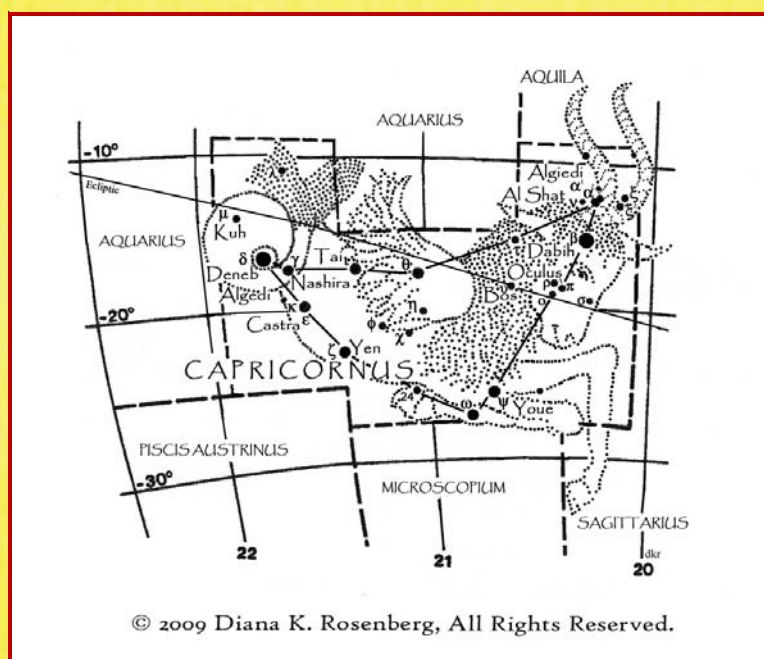 AQUILA
AQUARIUS
-10°
Ecliptic
λ
Algiedi
α α
Al Shat ν
ξ
μ
Kuh
AQUARIUS
δ γ
Tai ι
θ
Dabih β
Deneb
Nashira
Oculus
Algedi
Bos
ρ π
ο
σ
η
κ
ε
-20°
Castra
φ
χ
τ
ζ Yen
CAPRICORNUS
24
ω
ψ Youe
PISCIS AUSTRINUS
-30°
MICROSCOPIUM
SAGITTARIUS
22
21
20
dkr
© 2009 Diana K. Rosenberg, All Rights Reserved.